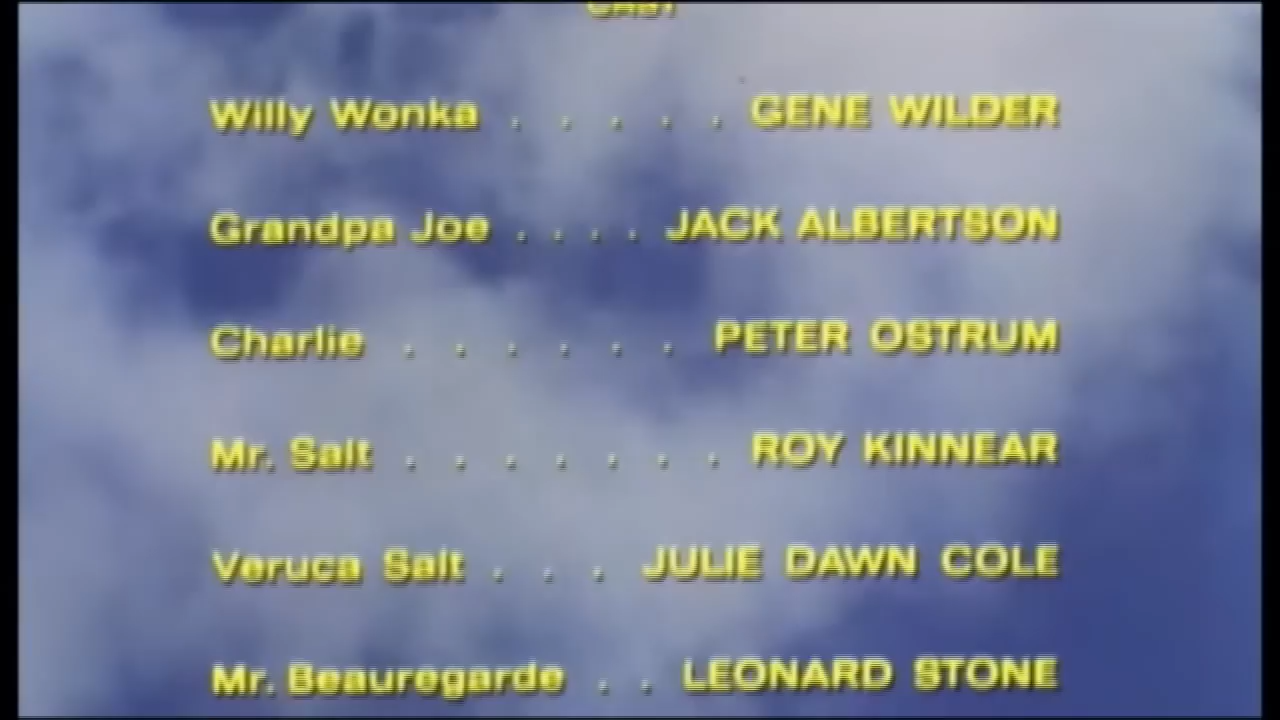 CAST
Willy Wonka . . . . . GENE WILDER
Grandpa Joe . . . . JACK ALBERTSON
Charlie . . . . . . PETER OSTRUM
Mr. Salt . . . . . . . ROY KINNEAR
Veruca Salt . . . JULIE DAWN COLE
Mr. Beauregarde . . LEONARD STONE